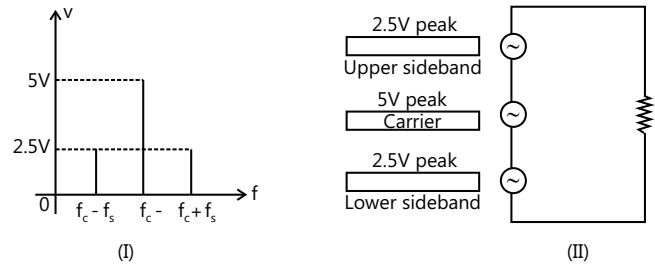 v
5V
2.5V
0
f
f_c - f_s
f_c -
f_c + f_s
(I)
2.5V peak
Upper sideband
5V peak
Carrier
2.5V peak
Lower sideband
~
~
~
(II)